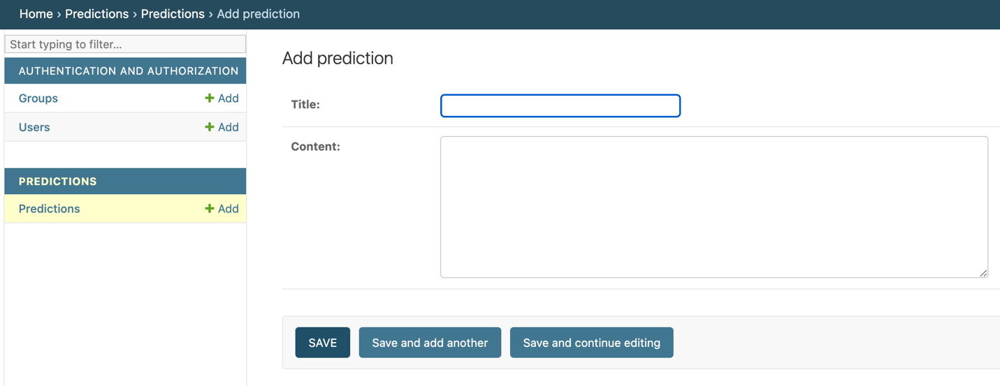 Home › Predictions › Predictions › Add prediction
Start typing to filter...
AUTHENTICATION AND AUTHORIZATION
Groups + Add
Users + Add
PREDICTIONS
Predictions + Add
Add prediction
Title:
Content:
SAVE Save and add another Save and continue editing